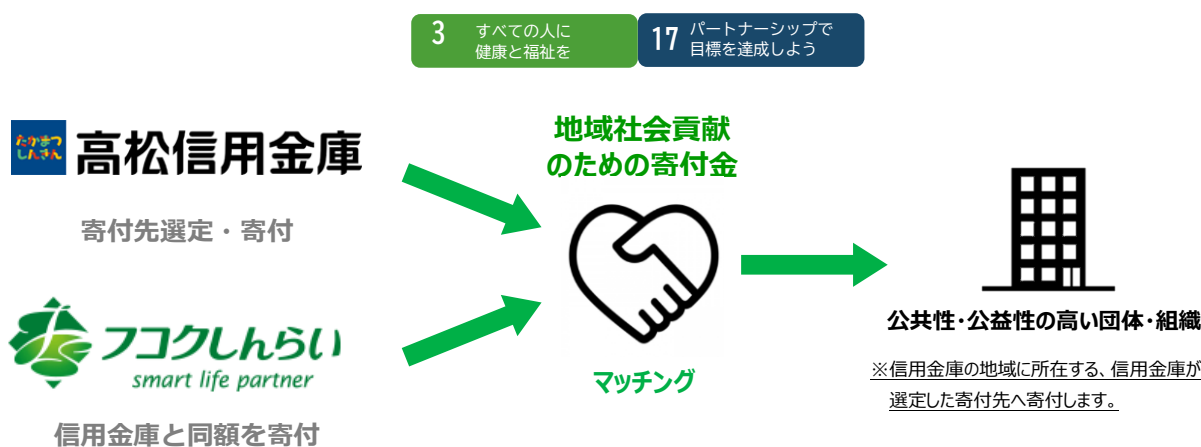 3
すべての人に
健康と福祉を
17
パートナーシップで
目標を達成しよう
たかまつ
しんきん
高松信用金庫
寄付先選定・寄付
フコクしんらい
smart life partner
信用金庫と同額を寄付
地域社会貢献
のための寄付金
マッチング
公共性・公益性の高い団体・組織
※信用金庫の地域に所在する、信用金庫が
選定した寄付先へ寄付します。